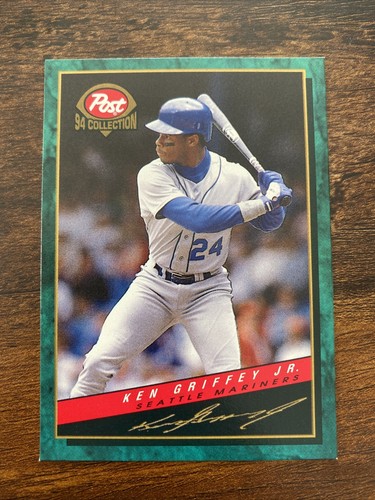 Post
94 COLLECTION
24
KEN GRIFFEY JR.
SEATTLE MARINERS